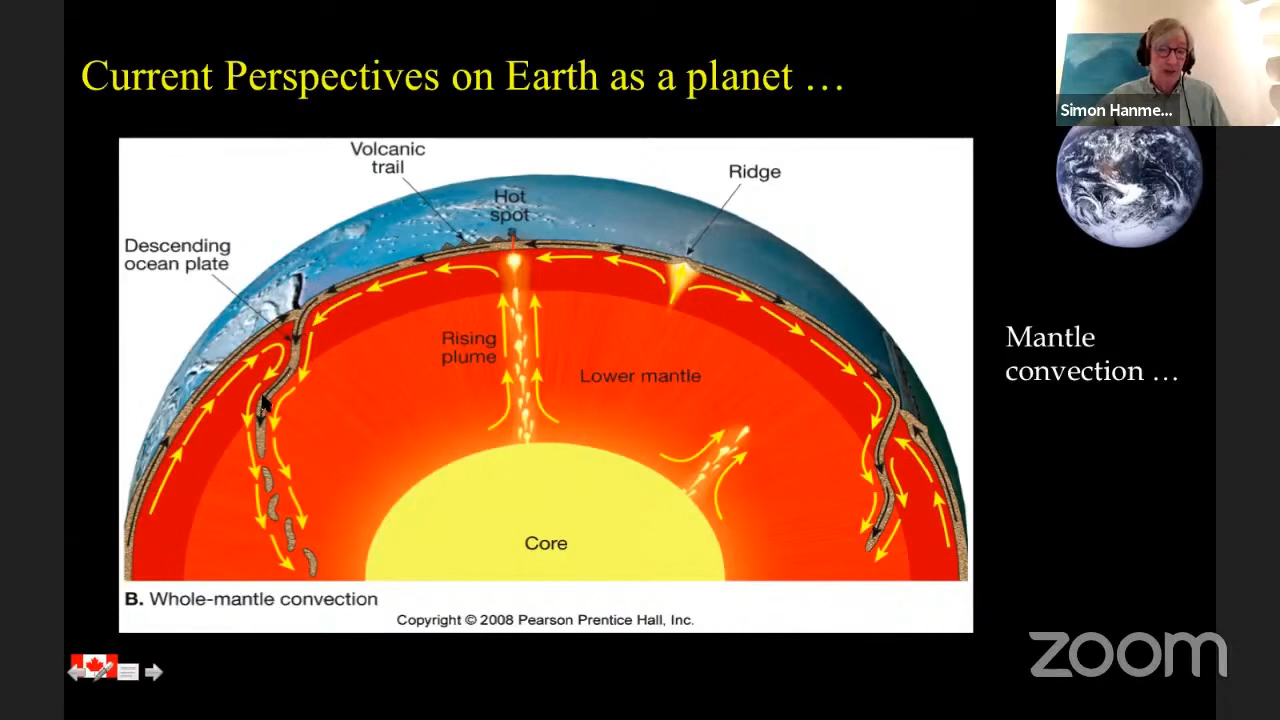 Current Perspectives on Earth as a planet …
Simon Hanme...
Volcanic
trail
Hot
spot
Ridge
Descending
ocean plate
Rising
plume
Lower mantle
Core
Mantle
convection …
B. Whole-mantle convection
Copyright © 2008 Pearson Prentice Hall, Inc.
zoom